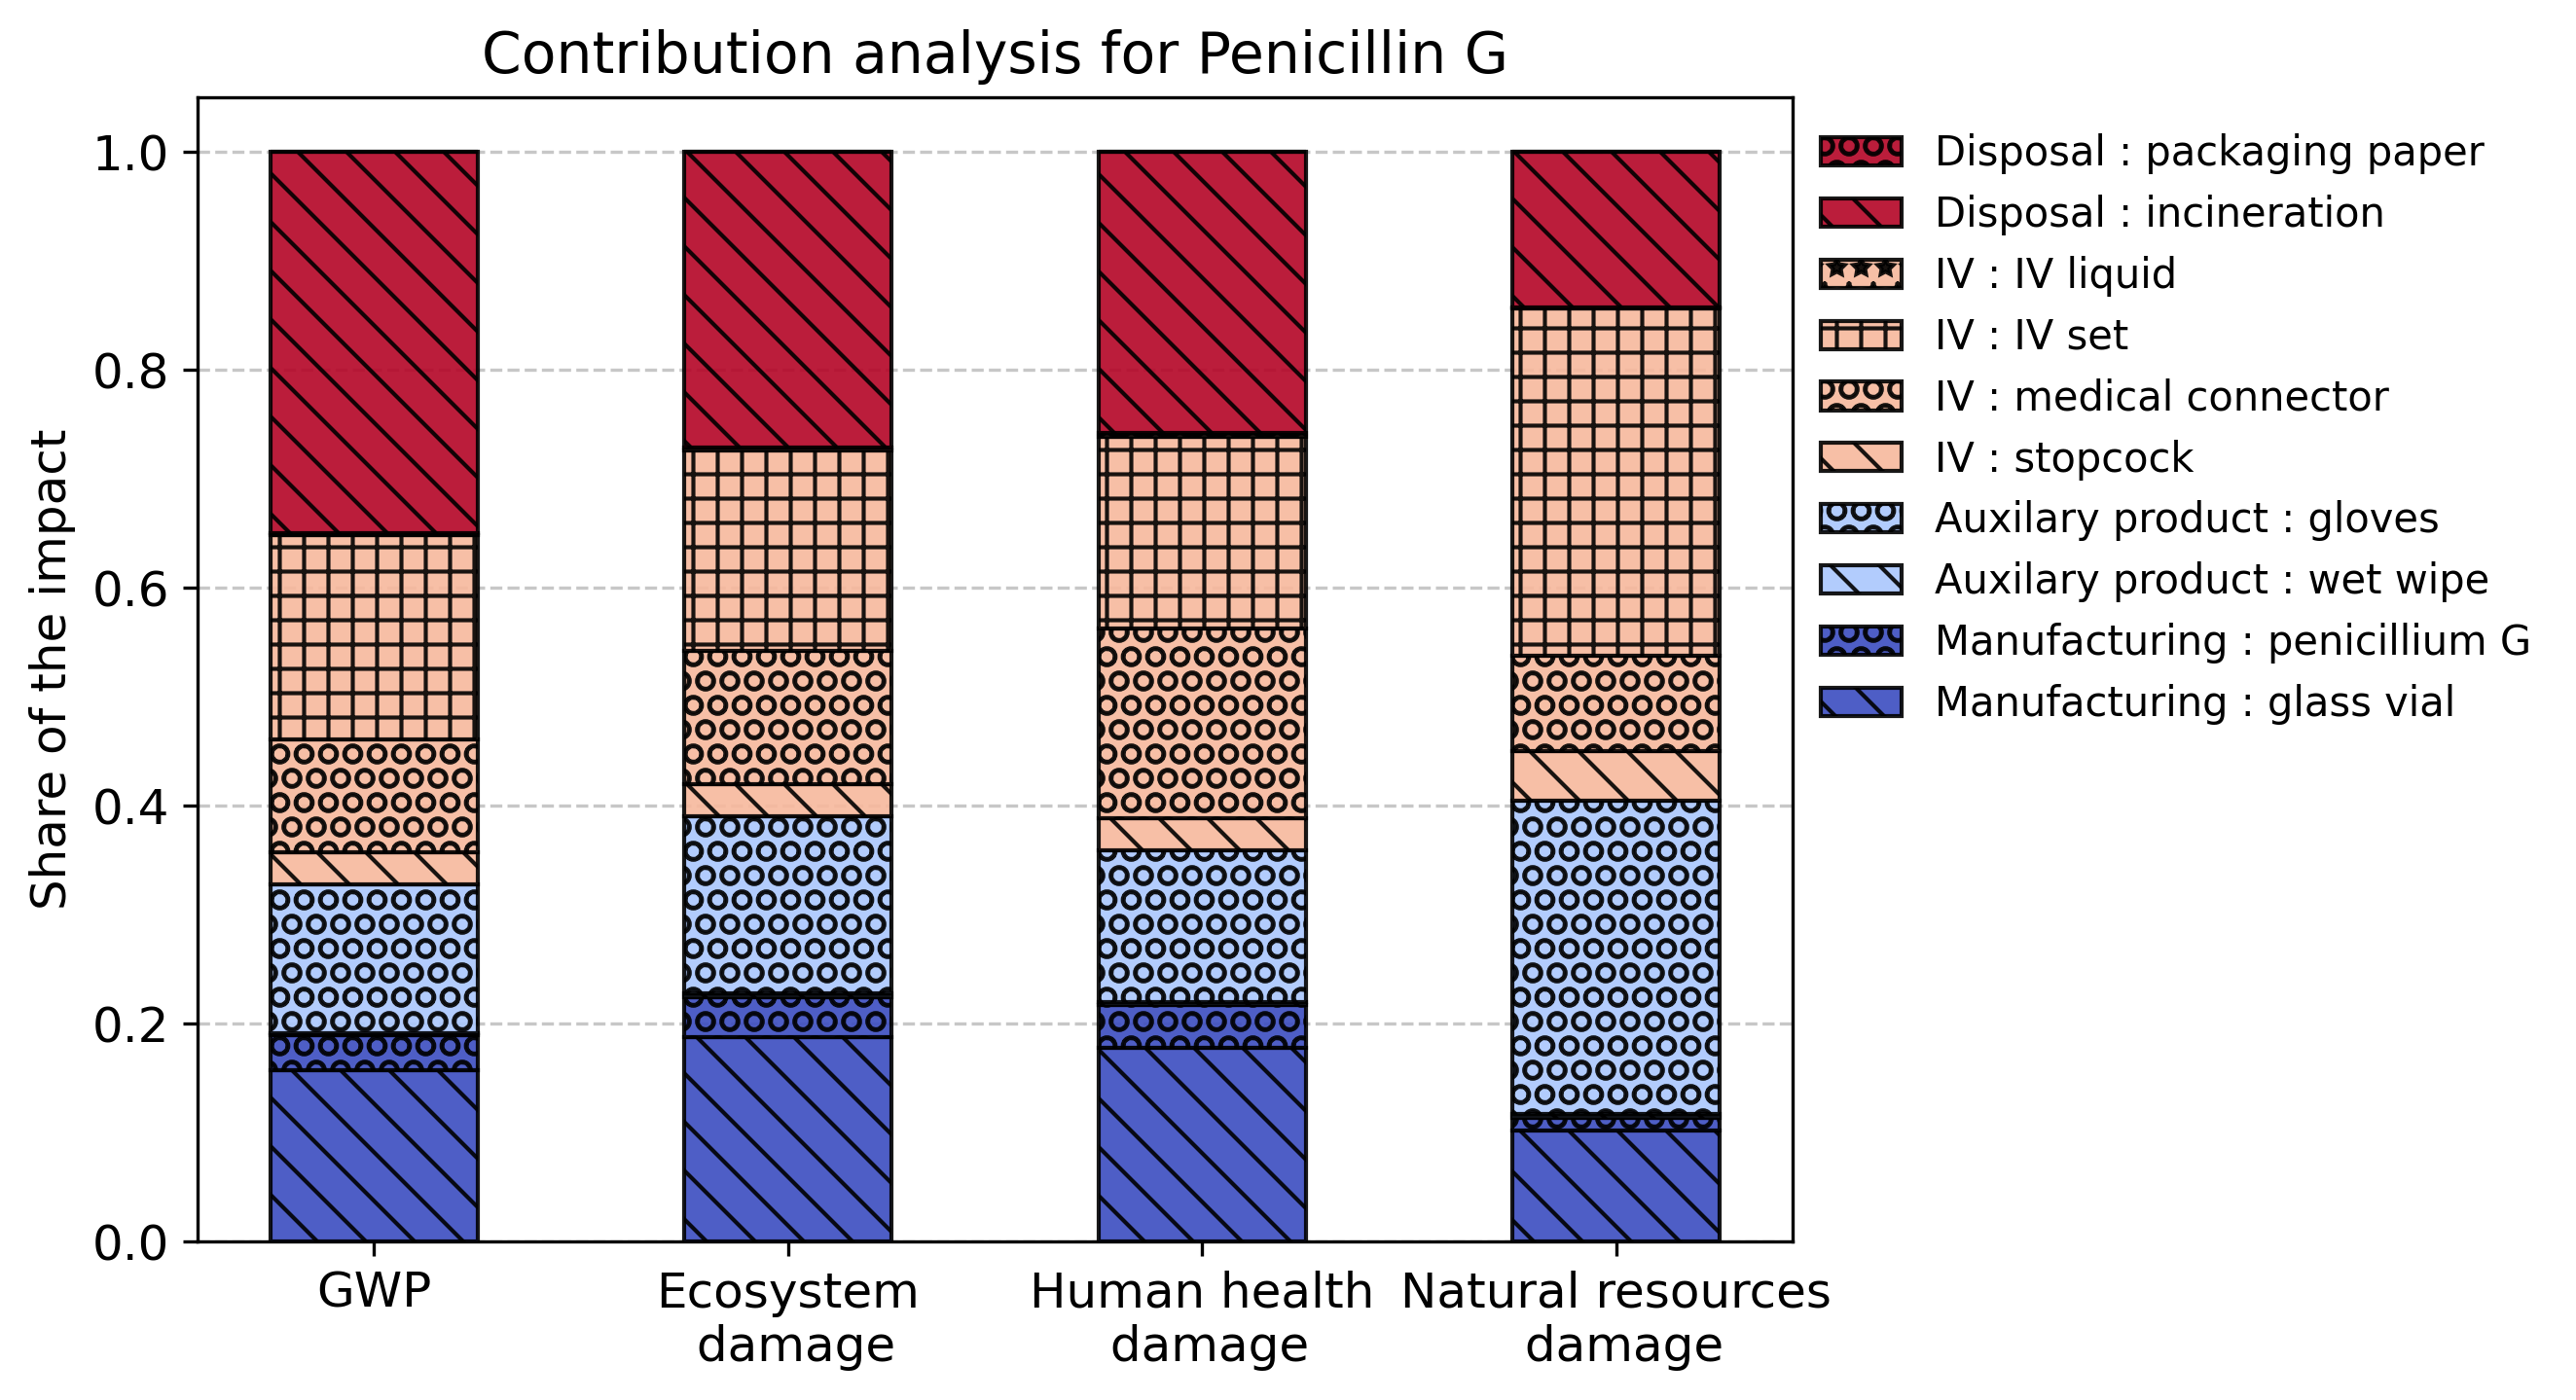 Contribution analysis for Penicillin G
Share of the impact
1.0
0.8
0.6
0.4
0.2
0.0
GWP
Ecosystem
damage
Human health
damage
Natural resources
damage
Disposal : packaging paper
Disposal : incineration
IV : IV liquid
IV : IV set
IV : medical connector
IV : stopcock
Auxilary product : gloves
Auxilary product : wet wipe
Manufacturing : penicillium G
Manufacturing : glass vial